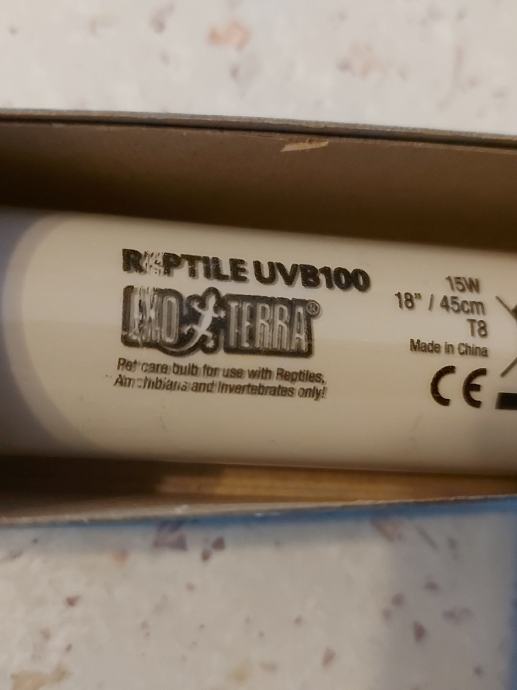 REPTILE UVB100
EXO TERRA®
Pet care bulb for use with Reptiles,
Amphibians and Invertebrates only!
15W
18" / 45cm
T8
Made in China
CE